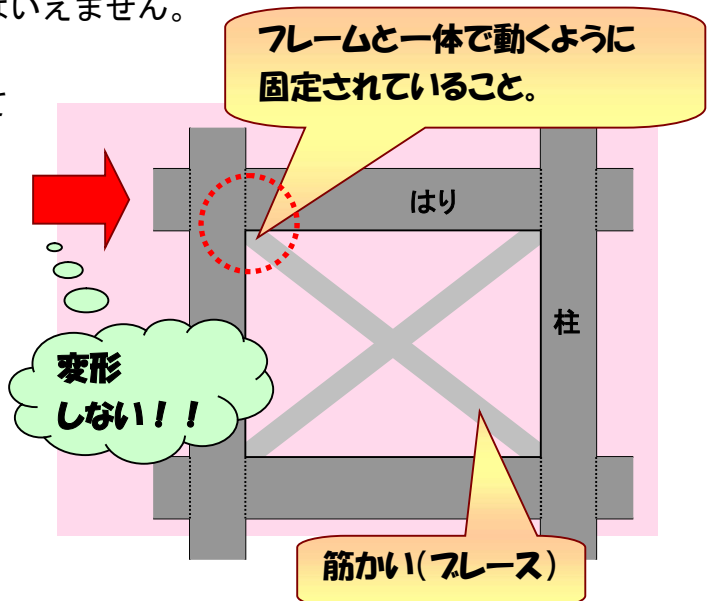 はいえません。
フレームと一体で動くように
固定されていること。
はり
柱
変形
しない！！
筋かい（ブレース）